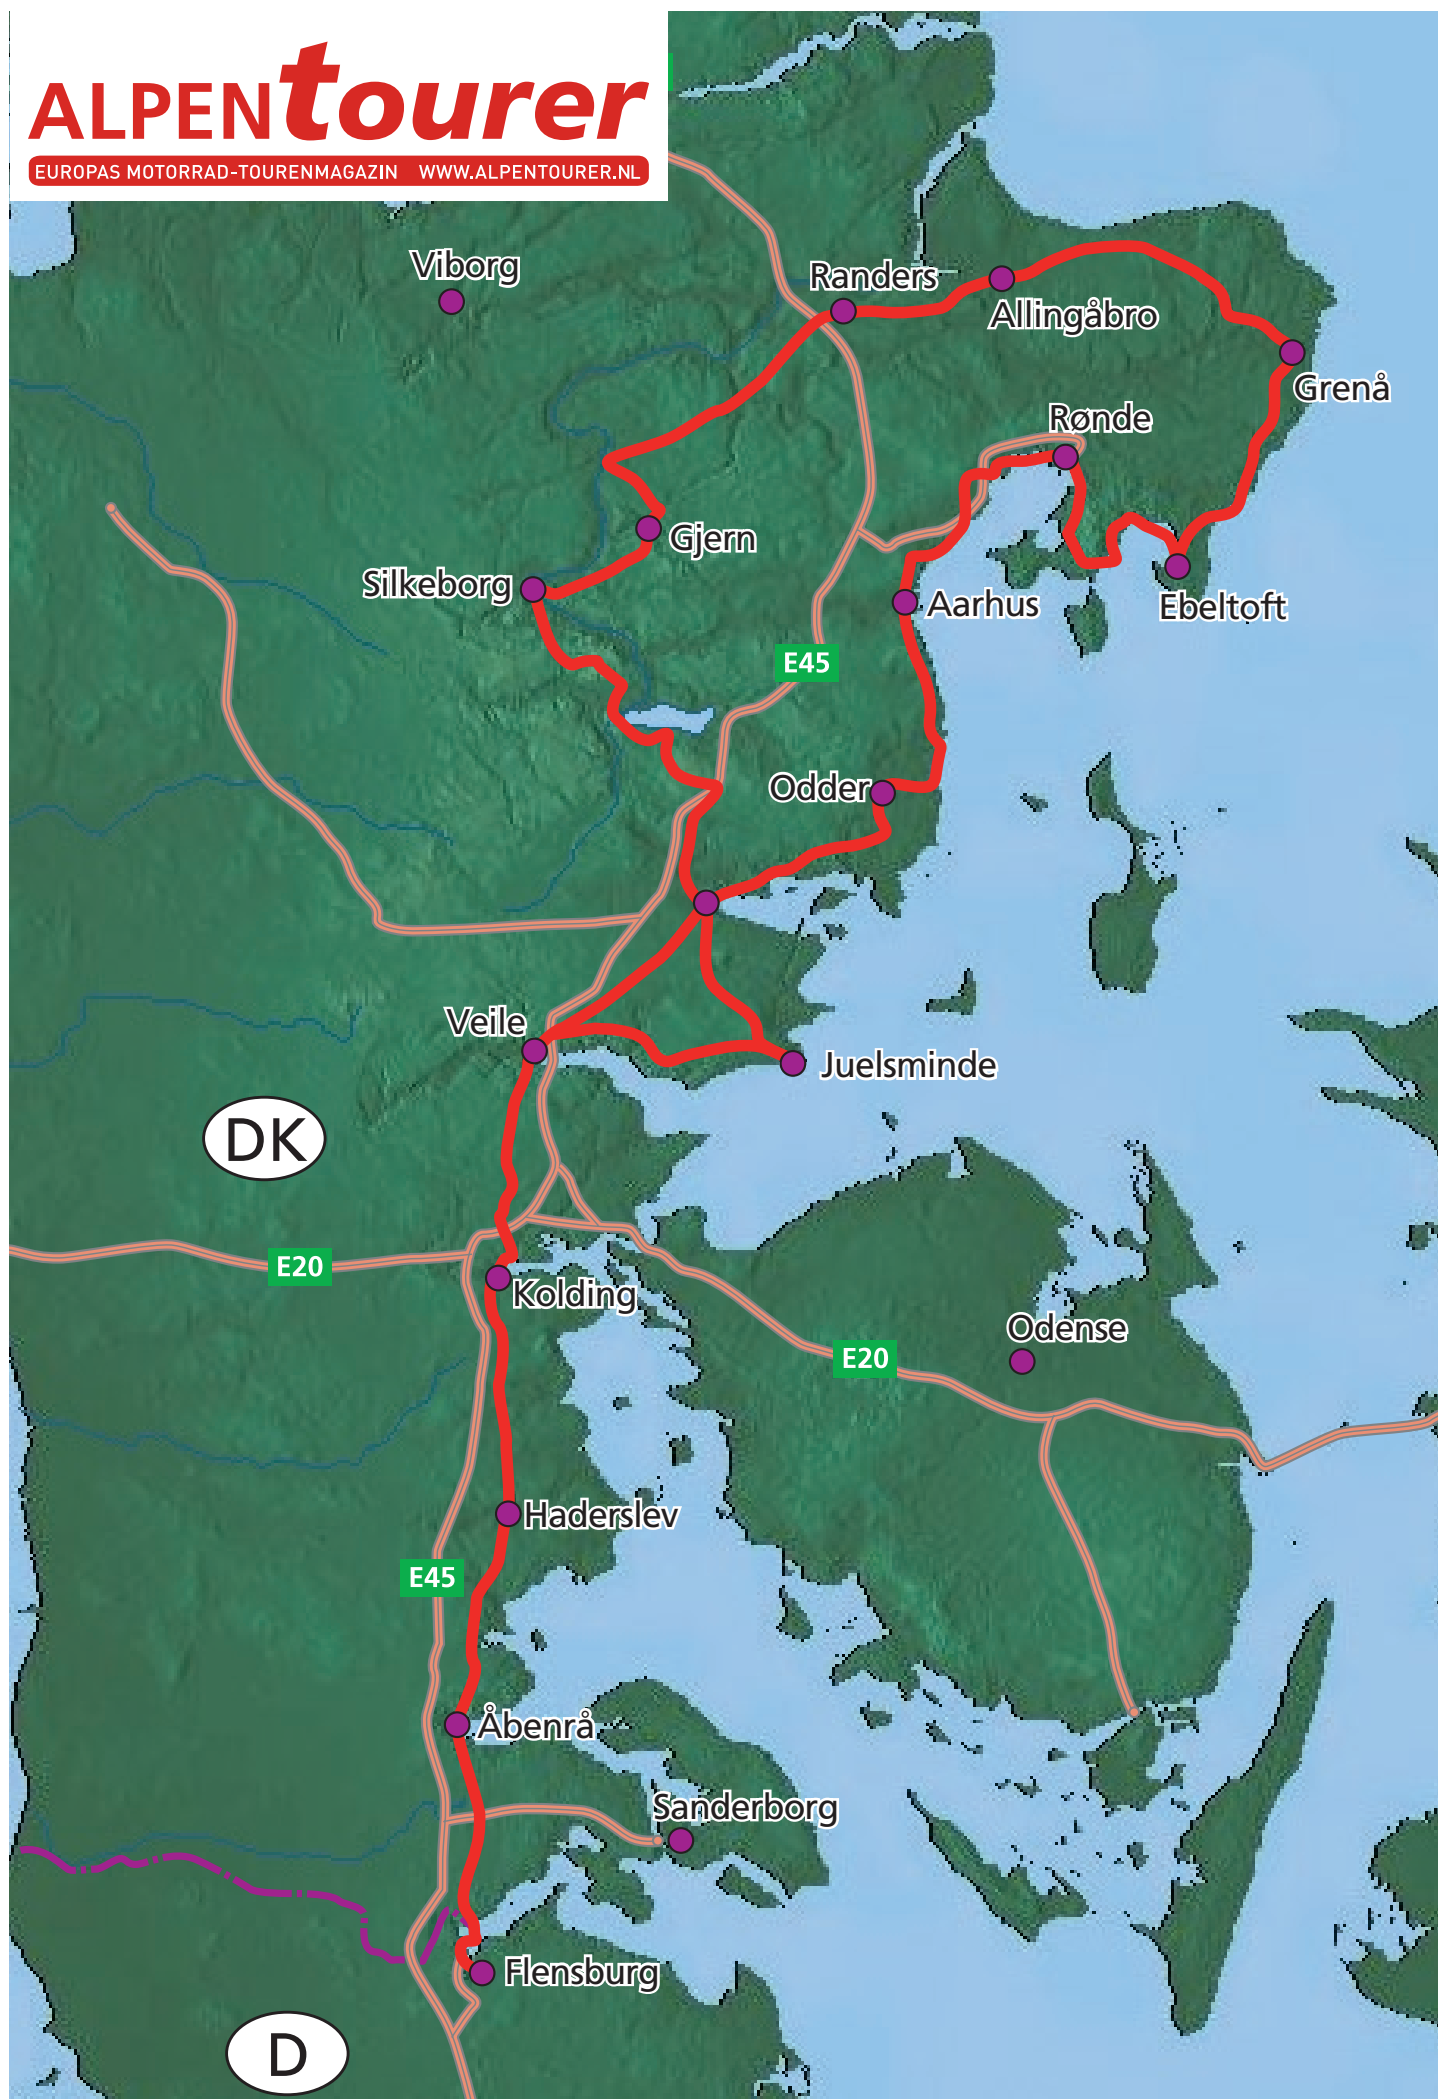 ALPENtourer
EUROPAS MOTORRAD-TOURENMAGAZIN WWW.ALPENTOURER.NL
Viborg
Randers
Allingåbro
Grenå
Rønde
Gjern
Silkeborg
Aarhus
Ebeltoft
E45
Odder
Veile
Juelsminde
DK
E20
Kolding
Odense
E20
Haderslev
E45
Åbenrå
Sanderborg
Flensburg
D